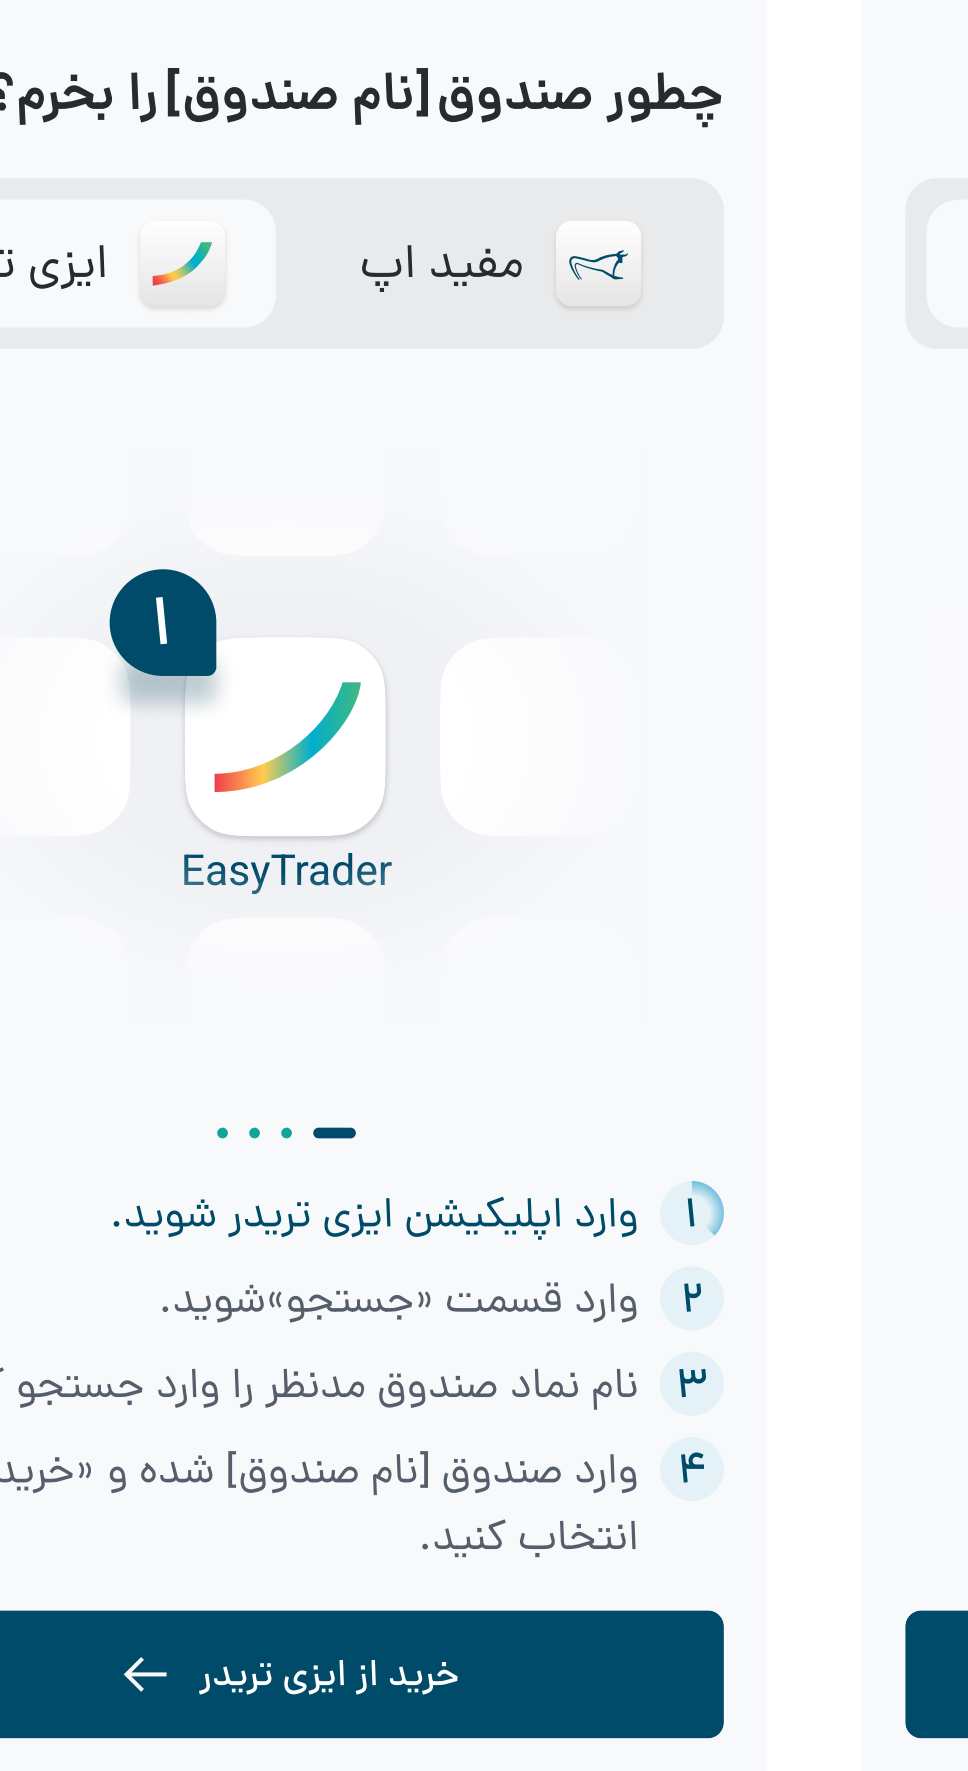 چطور صندوق [نام صندوق] را بخرم؟
مفید اپ
ایزی
۱
EasyTrader
۱ وارد اپلیکیشن ایزی تریدر شوید.
۲ وارد قسمت «جستجو»شوید.
۳ نام نماد صندوق مدنظر را وارد جستجو
۴ وارد صندوق [نام صندوق] شده و «خرید
انتخاب کنید.
خرید از ایزی تریدر